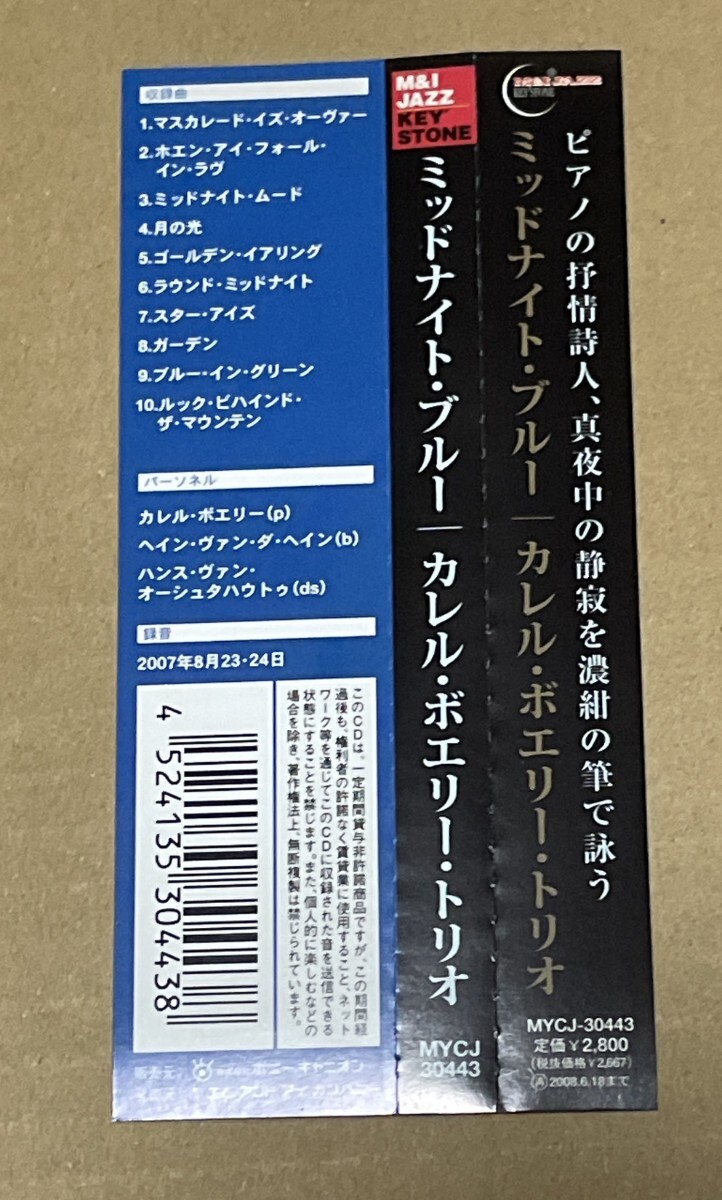 収録曲
1.マスカレード・イズ・オーヴァー
2.ホエン・アイ・フォール・
イン・ラヴ
3.ミッドナイト・ムード
4.月の光
5.ゴールデン・イアリング
6.ラウンド・ミッドナイト
7.スター・アイズ
8.ガーデン
9.ブルー・イン・グリーン
10.ルック・ビハインド・
ザ・マウンテン
パーソネル
カレル・ボエリー(p)
ヘイン・ヴァン・ダ・ヘイン(b)
ハンス・ヴァン・
オーシュタハウトゥ(ds)
録音
2007年8月23・24日
このCDは、一定期間貸与非許諾商品ですが、この期間経
過後も、権利者の許諾なく賃貸業に使用すること、ネット
ワーク等を通じてこのCDに収録された音を送信できる
状態にすることを禁じます。また、個人的に楽しむなどの
場合を除き、著作権法上、無断複製は禁じられています。
4 524135 304438
販売元
ポニーキャニオン
M&I
JAZZ
KEY
STONE
ミッドナイト・ブルー│カレル・ボエリー・トリオ
MYCJ
30443
ピアノの抒情詩人、真夜中の静寂を濃紺の筆で詠う
ミッドナイト・ブルー│カレル・ボエリー・トリオ
MYCJ-30443
定価¥2,800
(税抜価格¥2,667)
再 2008.6.18まで